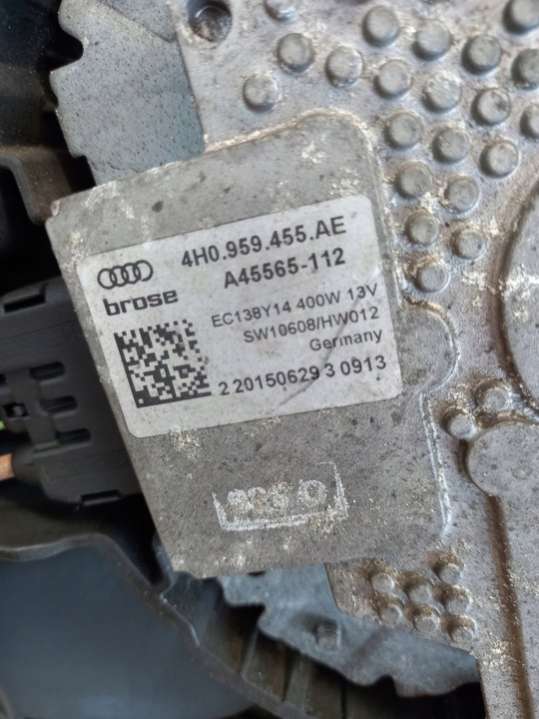 4H0.959.455.AE
A45565-112
brose
EC138Y14 400W 13V
SW10608/HW012
Germany
2 20150629 3 0913